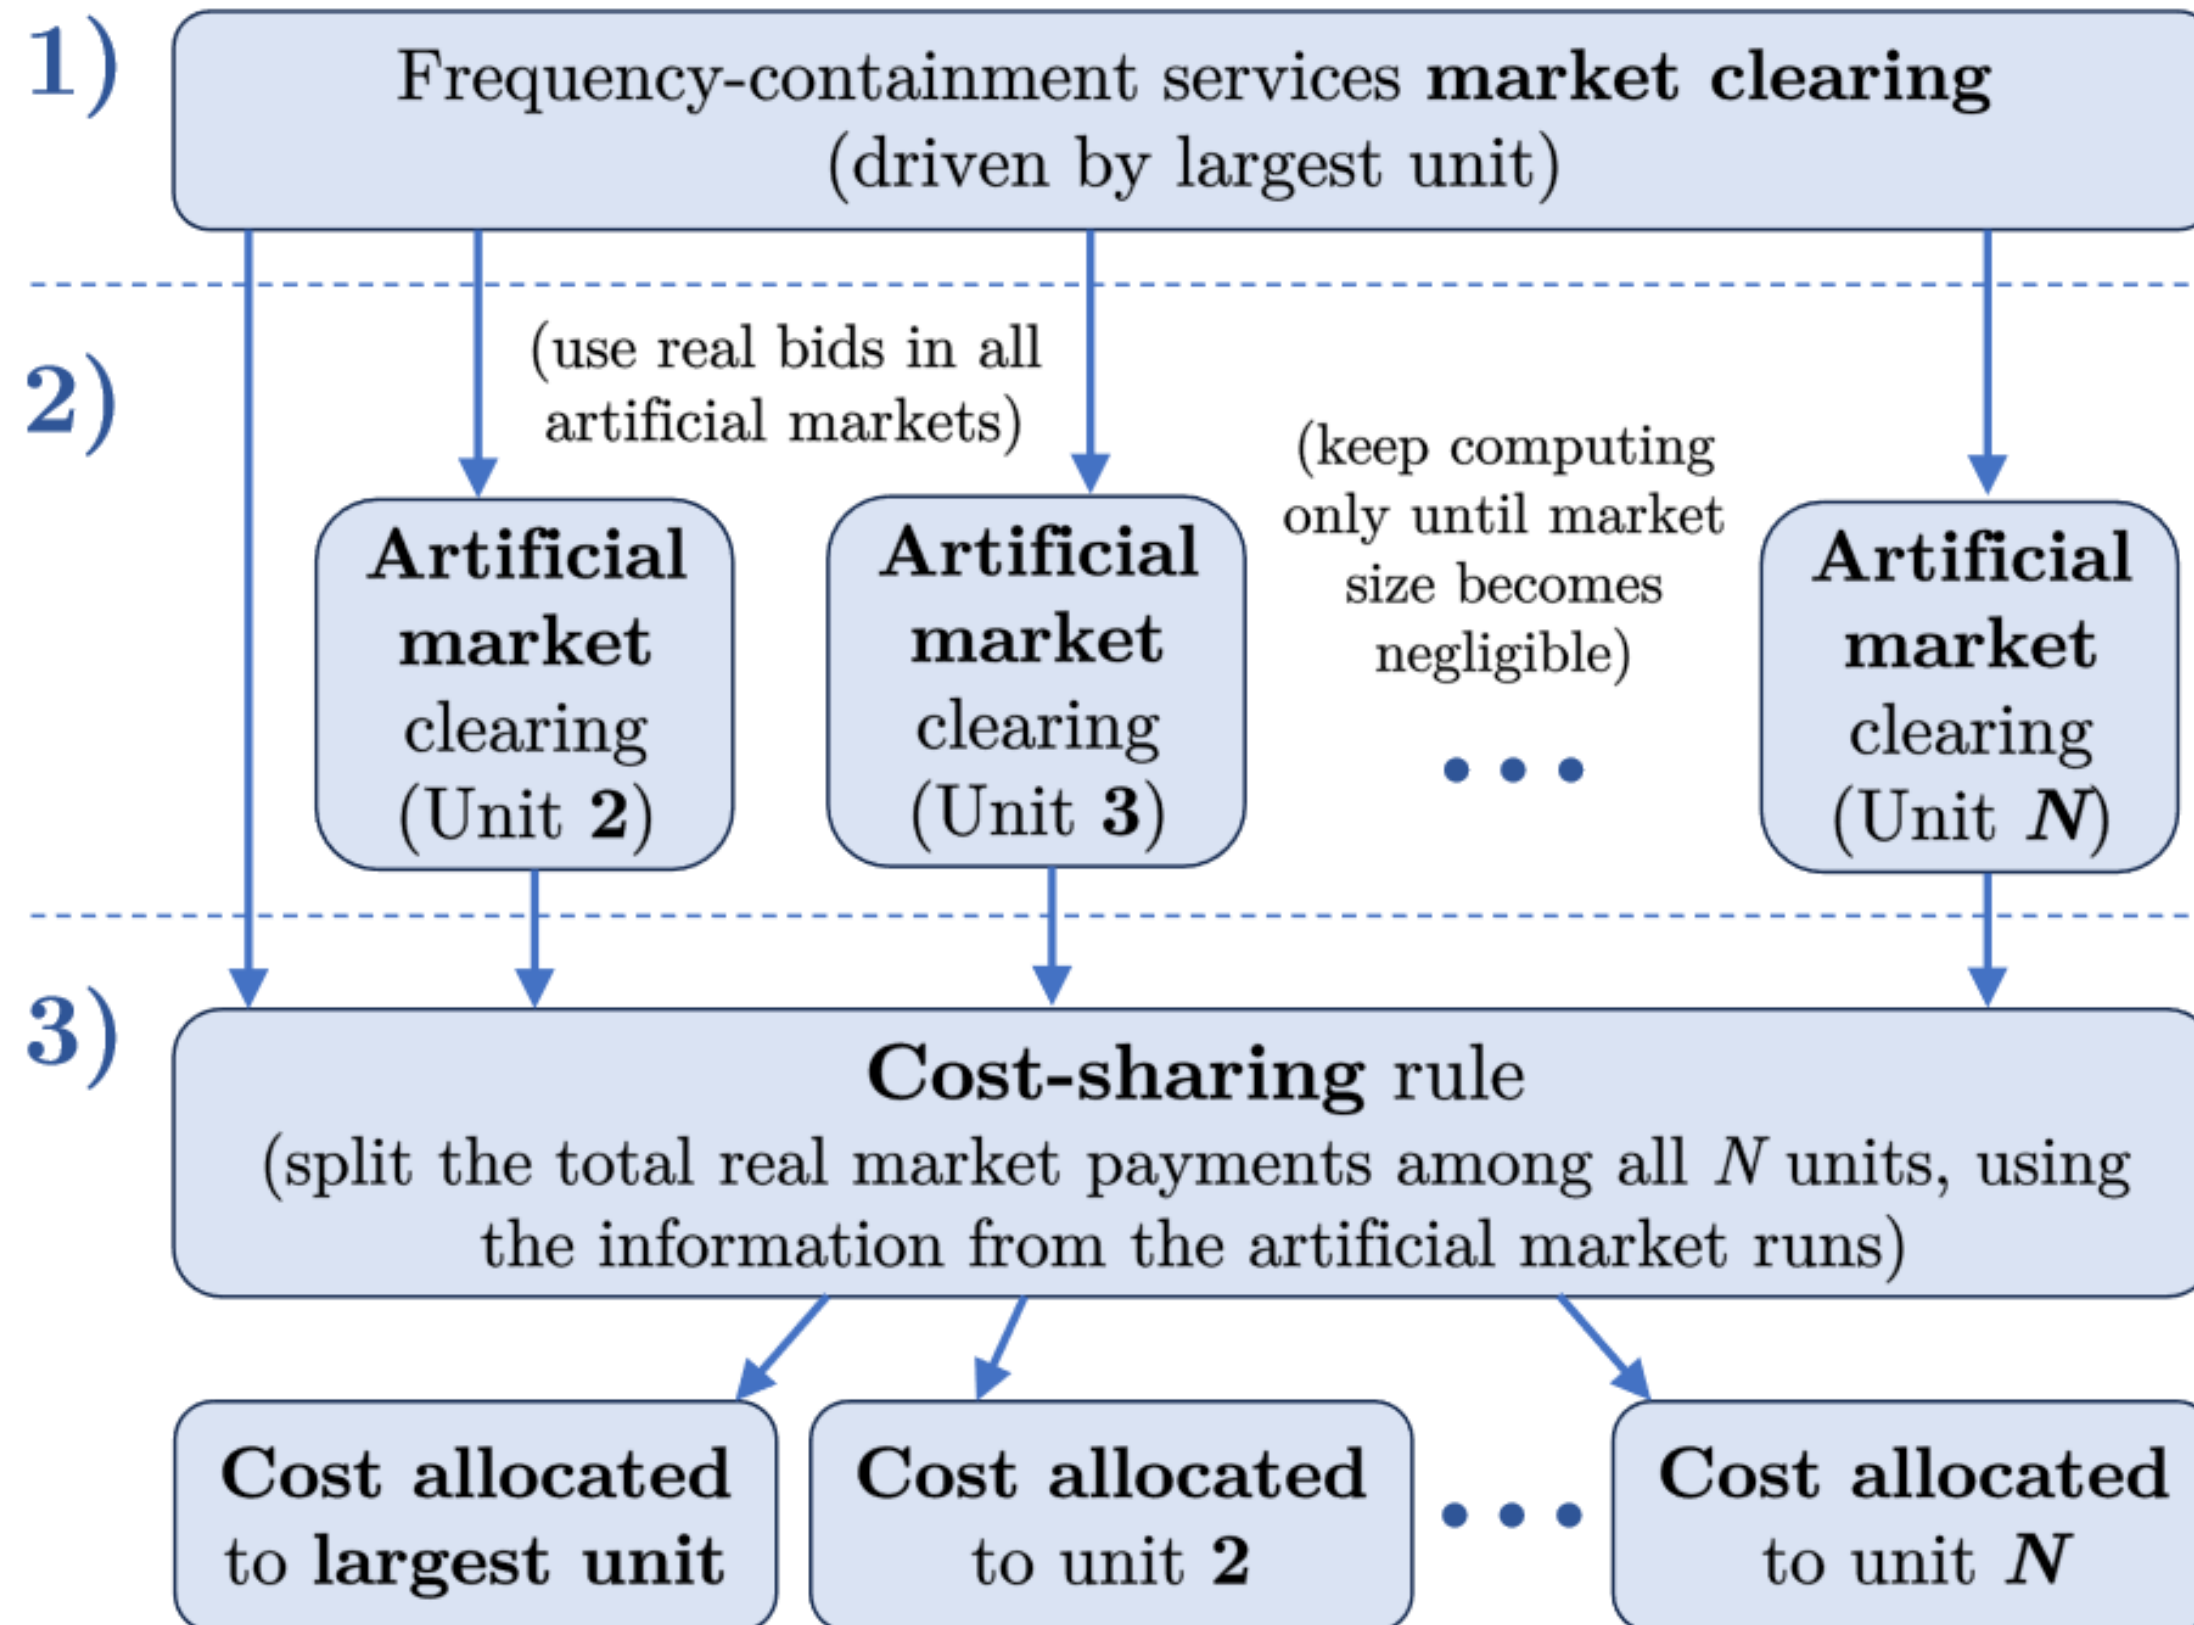 1)
Frequency-containment services market clearing
(driven by largest unit)
2)
(use real bids in all
artificial markets)
(keep computing
only until market
size becomes
negligible)
Artificial
market
clearing
(Unit 2)
Artificial
market
clearing
(Unit 3)
Artificial
market
clearing
(Unit N)
3)
Cost-sharing rule
(split the total real market payments among all N units, using
the information from the artificial market runs)
Cost allocated
to largest unit
Cost allocated
to unit 2
Cost allocated
to unit N